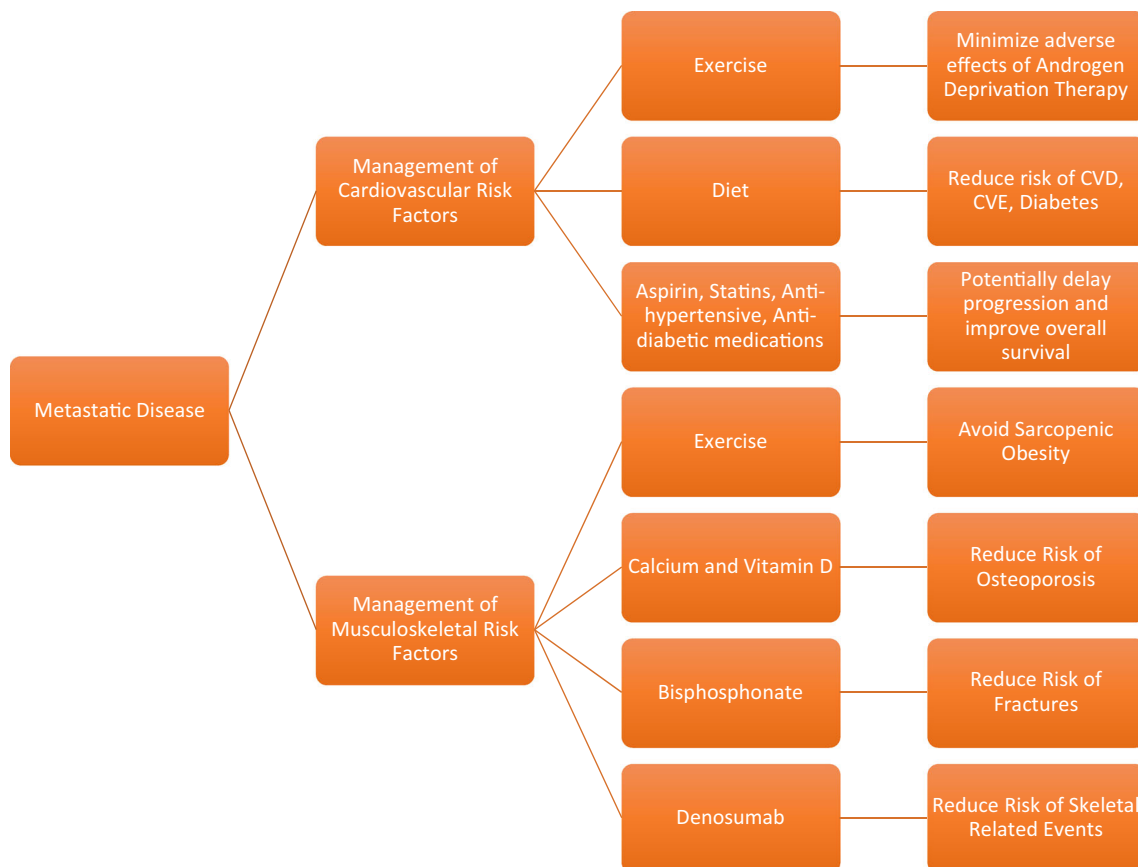 Exercise
Minimize adverse
effects of Androgen
Deprivation Therapy
Management of
Cardiovascular Risk
Factors
Diet
Reduce risk of CVD,
CVE, Diabetes
Aspirin, Statins, Anti-
hypertensive, Anti-
diabetic medications
Potentially delay
progression and
improve overall
survival
Metastatic Disease
Exercise
Avoid Sarcopenic
Obesity
Management of
Musculoskeletal Risk
Factors
Calcium and Vitamin D
Reduce Risk of
Osteoporosis
Bisphosphonate
Reduce Risk of
Fractures
Denosumab
Reduce Risk of Skeletal
Related Events